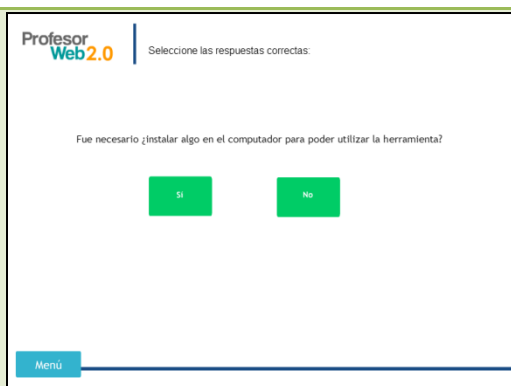 Profesor
Web2.0
Seleccione las respuestas correctas:
Fue necesario ¿instalar algo en el computador para poder utilizar la herramienta?
Si
No
Menú